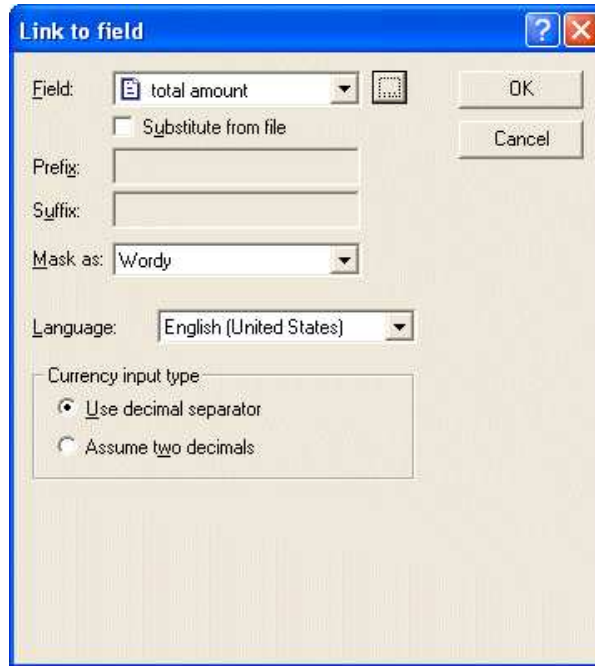 Link to field
Field: total amount ... OK
Substitute from file
Cancel
Prefix:
Suffix:
Mask as: Wordy
Language: English (United States)
Currency input type
Use decimal separator
Assume two decimals